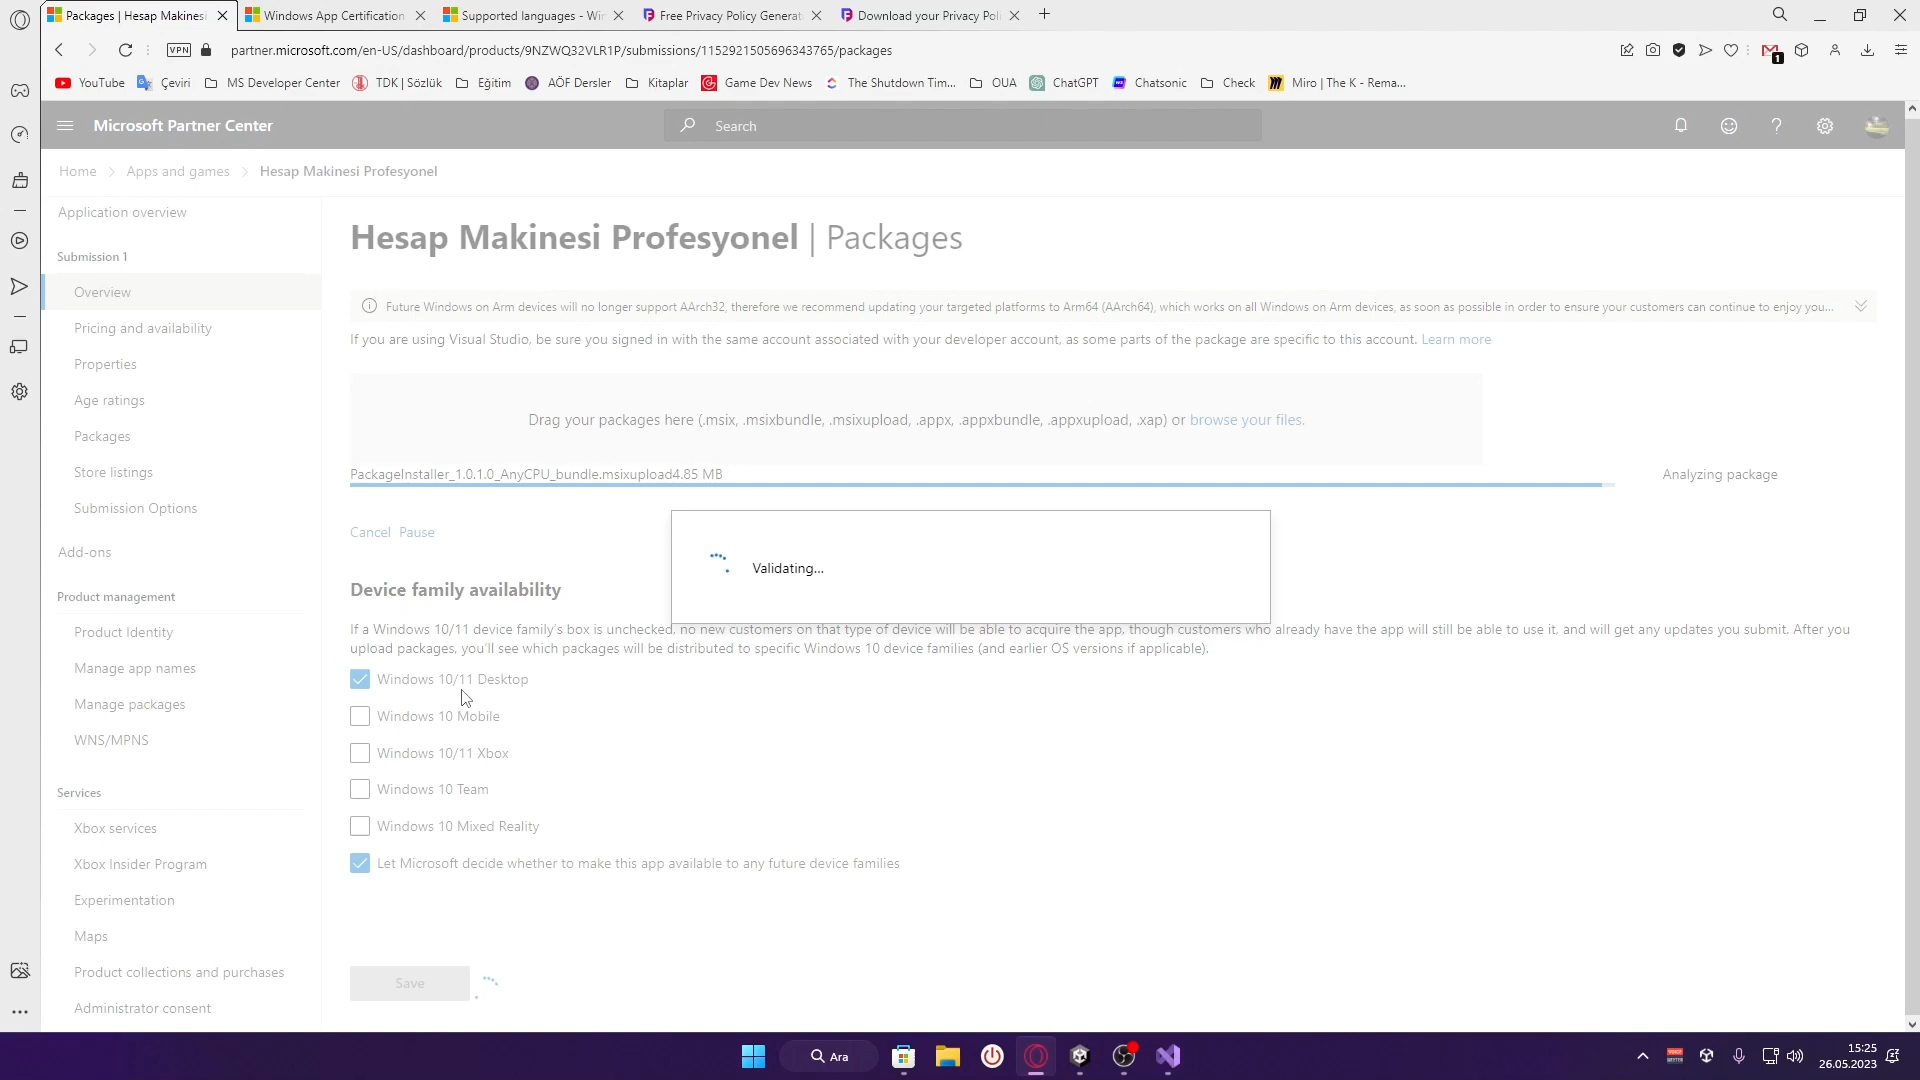 Packages | Hesap Makinesi
Windows App Certification
Supported languages - Wi
Free Privacy Policy Generat
Download your Privacy Poli
VPN
partner.microsoft.com/en-US/dashboard/products/9NZWQ32VLR1P/submissions/1152921505696343765/packages
1
YouTube
Çeviri
MS Developer Center
TDK | Sözlük
Eğitim
AÖF Dersler
Kitaplar
Game Dev News
The Shutdown Tim...
OUA
ChatGPT
Chatsonic
Check
Miro | The K - Rema...
Microsoft Partner Center
Search
Home
Apps and games
Hesap Makinesi Profesyonel
Application overview
Submission 1
Overview
Pricing and availability
Properties
Age ratings
Packages
Store listings
Submission Options
Add-ons
Product management
Product Identity
Manage app names
Manage packages
WNS/MPNS
Services
Xbox services
Xbox Insider Program
Experimentation
Maps
Product collections and purchases
Administrator consent
Hesap Makinesi Profesyonel | Packages
Future Windows on Arm devices will no longer support AArch32, therefore we recommend updating your targeted platforms to Arm64 (AArch64), which works on all Windows on Arm devices, as soon as possible in order to ensure your customers can continue to enjoy you...
If you are using Visual Studio, be sure you signed in with the same account associated with your developer account, as some parts of the package are specific to this account. Learn more
Drag your packages here (.msix, .msixbundle, .msixupload, .appx, .appxbundle, .appxupload, .xap) or browse your files.
PackageInstaller_1.0.1.0_AnyCPU_bundle.msixupload4.85 MB
Analyzing package
Cancel Pause
Validating...
Device family availability
If a Windows 10/11 device family's box is unchecked, no new customers on that type of device will be able to acquire the app, though customers who already have the app will still be able to use it, and will get any updates you submit. After you
upload packages, you'll see which packages will be distributed to specific Windows 10 device families (and earlier OS versions if applicable).
Windows 10/11 Desktop
Windows 10 Mobile
Windows 10/11 Xbox
Windows 10 Team
Windows 10 Mixed Reality
Let Microsoft decide whether to make this app available to any future device families
Save
Ara
15:25
26.05.2023